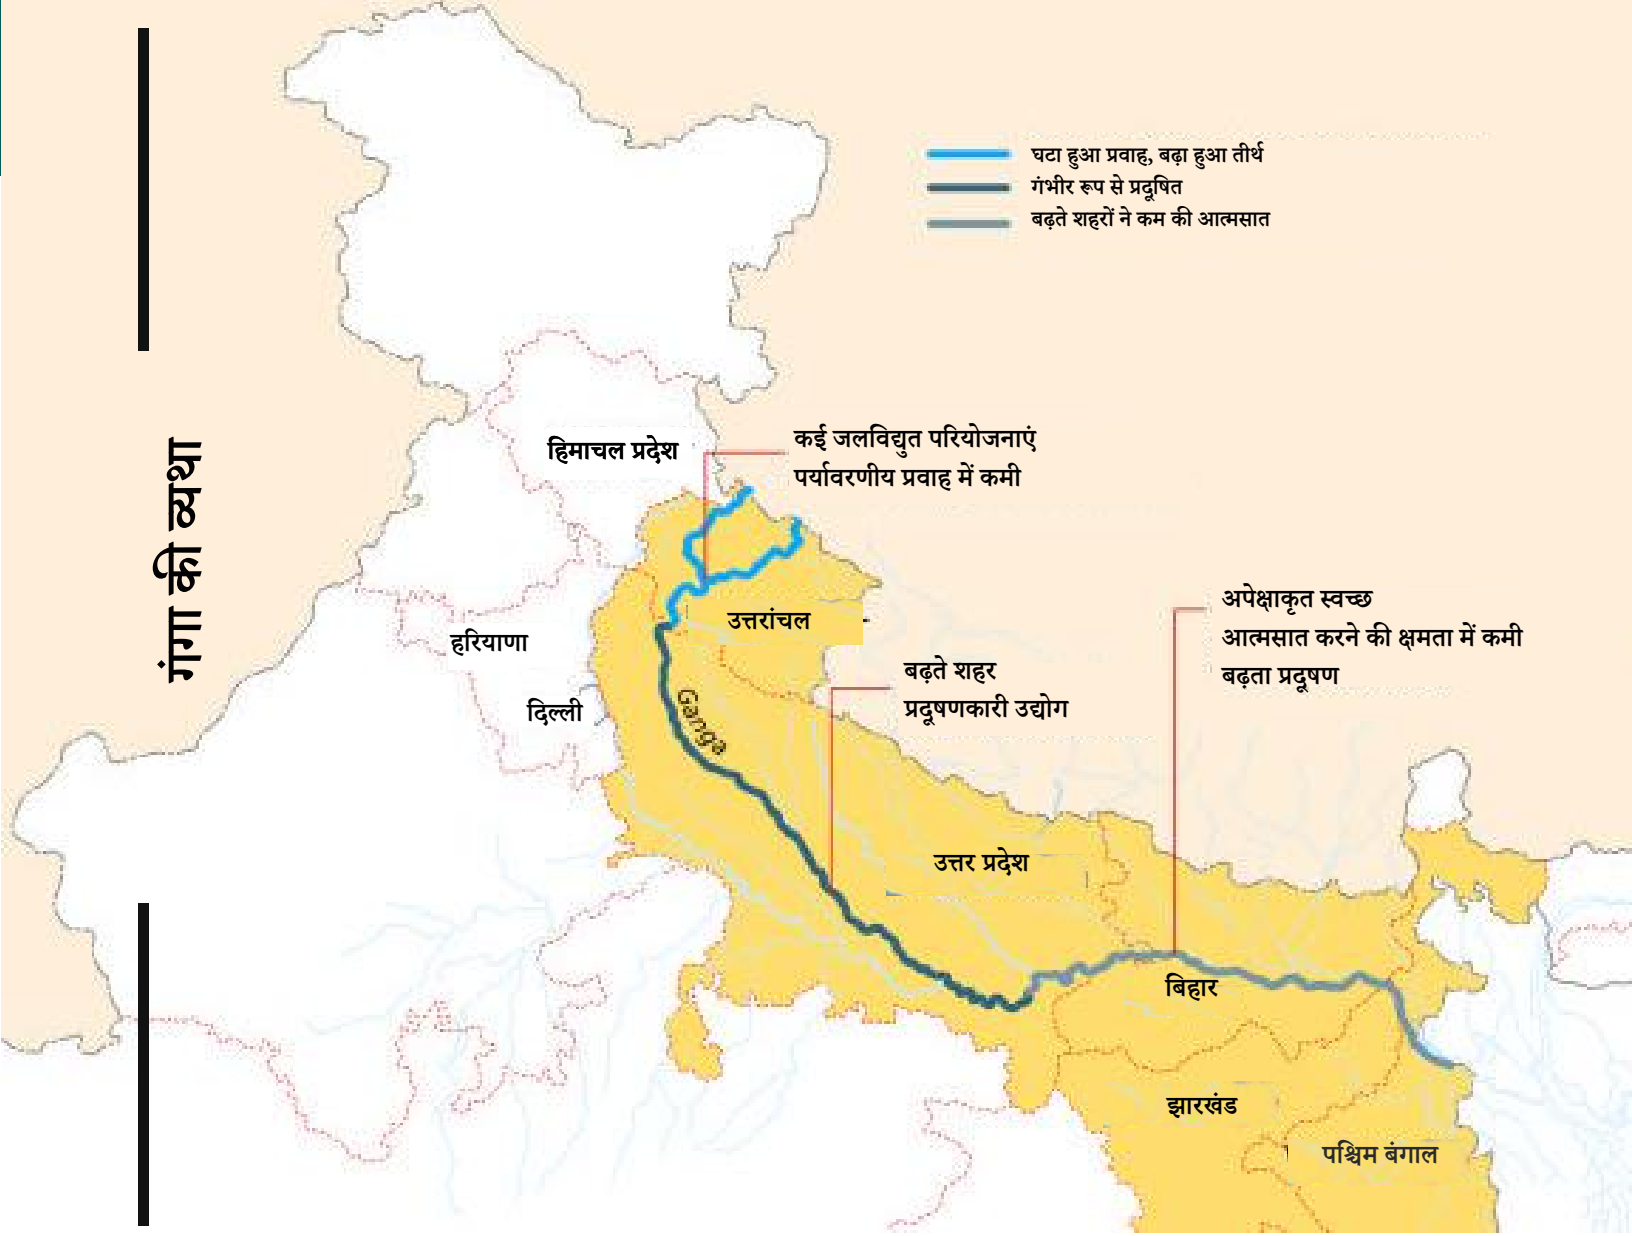 गंगा की व्यथा
घटा हुआ प्रवाह, बढ़ा हुआ तीर्थ
गंभीर रूप से प्रदूषित
बढ़ते शहरों ने कम की आत्मसात
हिमाचल प्रदेश
कई जलविद्युत परियोजनाएं
पर्यावरणीय प्रवाह में कमी
उत्तरांचल
हरियाणा
दिल्ली
Ganga
बढ़ते शहर
प्रदूषणकारी उद्योग
अपेक्षाकृत स्वच्छ
आत्मसात करने की क्षमता में कमी
बढ़ता प्रदूषण
उत्तर प्रदेश
बिहार
झारखंड
पश्चिम बंगाल